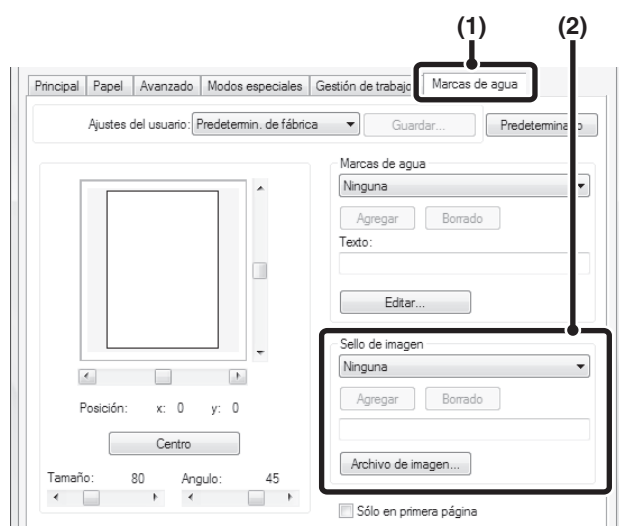 (1) (2)
Principal Papel Avanzado Modos especiales Gestión de trabajo Marcas de agua
Ajustes del usuario: Predetermin. de fábrica Guardar... Predeterminado
Marcas de agua
Ninguna
Agregar Borrado
Texto:
Editar...
Sello de imagen
Ninguna
Agregar Borrado
Archivo de imagen...
Sólo en primera página
Posición: x: 0 y: 0
Centro
Tamaño: 80 Angulo: 45